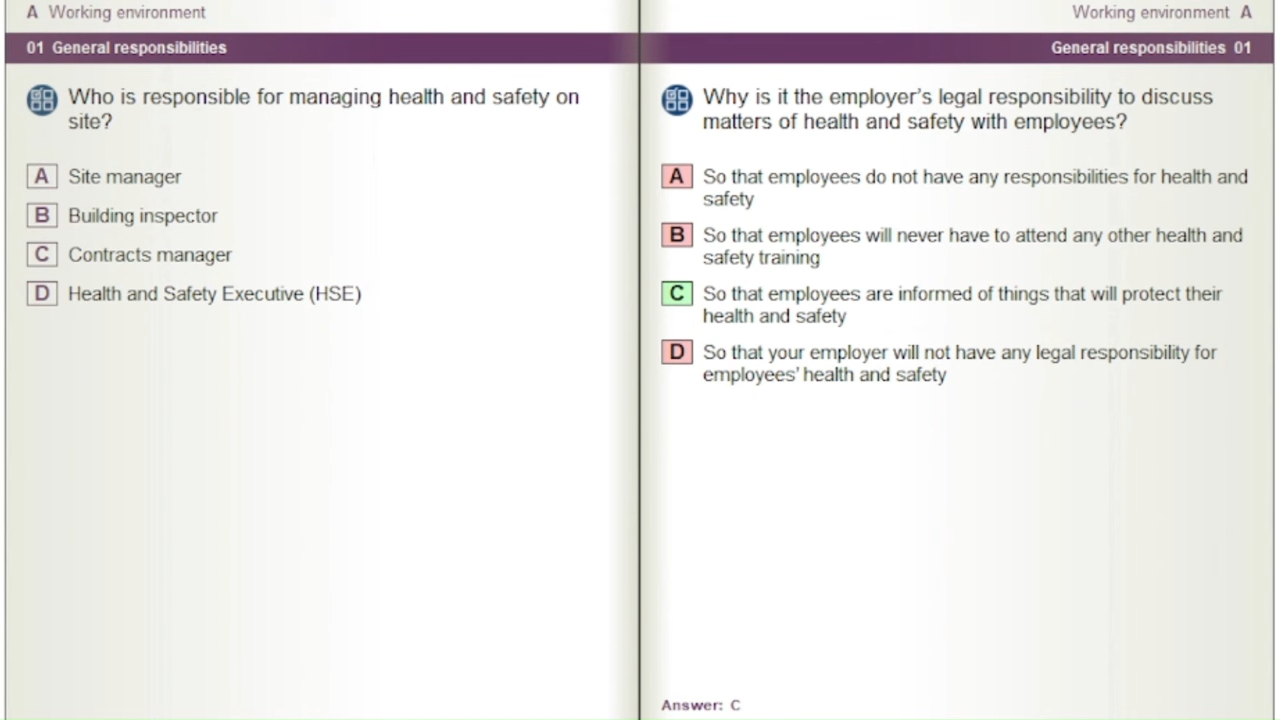 A Working environment
01 General responsibilities
Who is responsible for managing health and safety on
site?
A Site manager
B Building inspector
C Contracts manager
D Health and Safety Executive (HSE)
Working environment A
General responsibilities 01
Why is it the employer's legal responsibility to discuss
matters of health and safety with employees?
A So that employees do not have any responsibilities for health and
safety
B So that employees will never have to attend any other health and
safety training
C So that employees are informed of things that will protect their
health and safety
D So that your employer will not have any legal responsibility for
employees' health and safety
Answer: C